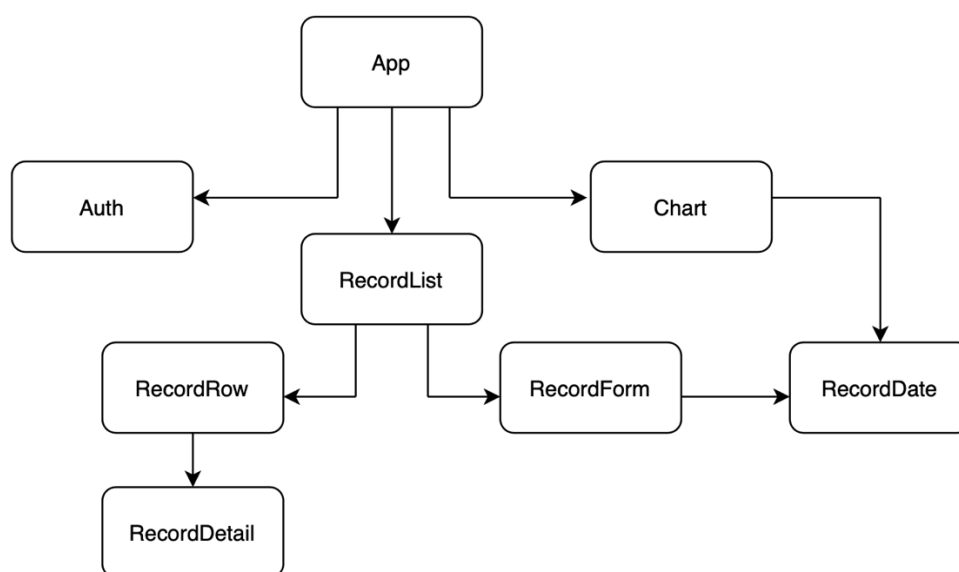 App
Auth
Chart
RecordList
RecordRow
RecordForm
RecordDate
RecordDetail